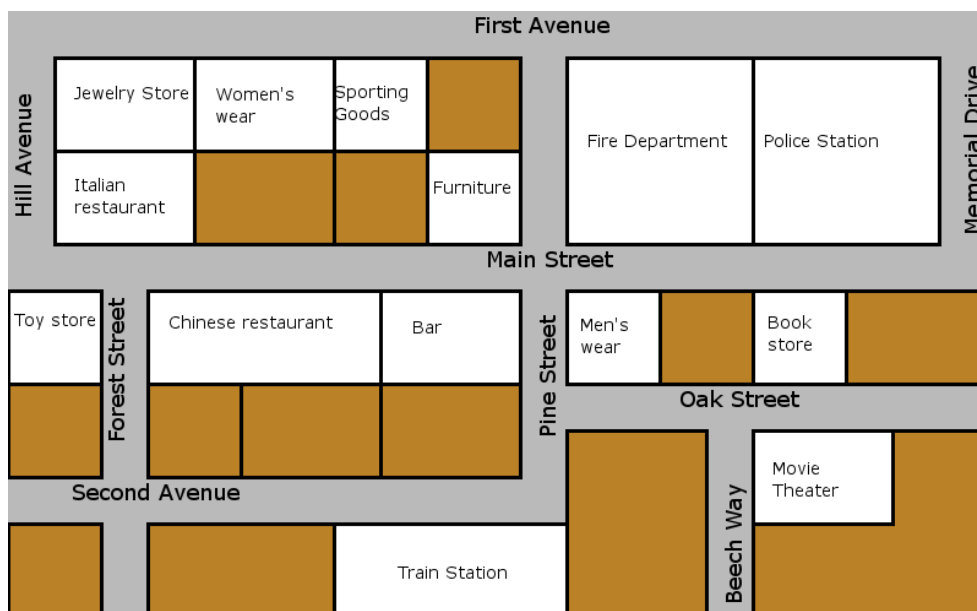 First Avenue
Hill Avenue
Jewelry Store
Women's
wear
Sporting
Goods
Fire Department
Police Station
Memorial Drive
Italian
restaurant
Furniture
Main Street
Toy store
Forest Street
Chinese restaurant
Bar
Pine Street
Men's
wear
Book
store
Oak Street
Second Avenue
Movie
Theater
Beech Way
Train Station